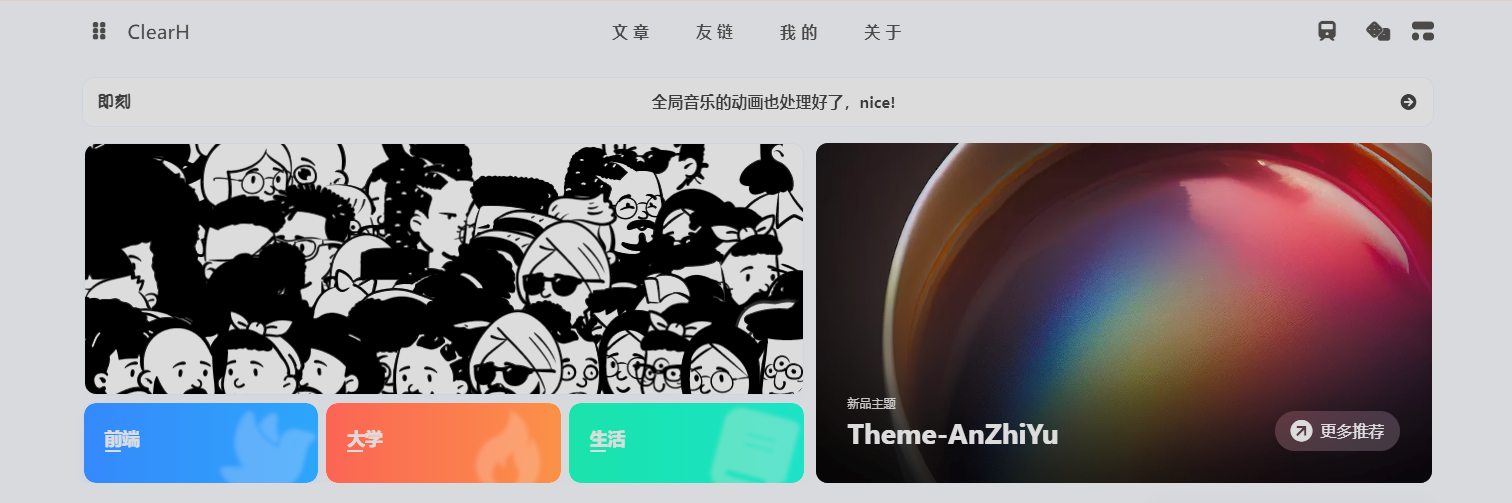 ClearH
文章 友链 我的 关于
即刻
全局音乐的动画也处理好了，nice!
前端
大学
生活
新品主题
Theme-AnZhiYu
更多推荐